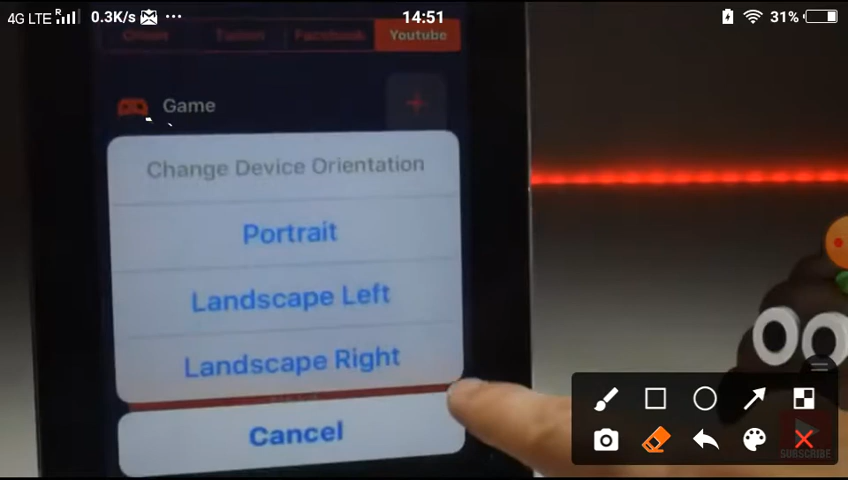 4G LTE R 0.3K/s ... 14:51 31%
Twitch Facebook Youtube
Game
Change Device Orientation
Portrait
Landscape Left
Landscape Right
Cancel
SUBSCRIBE